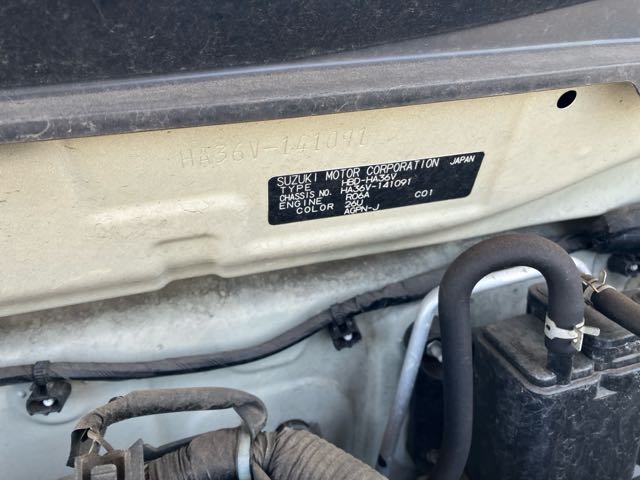 HA36V-141091
SUZUKI MOTOR CORPORATION JAPAN
TYPE HBD-HA36V
CHASSIS NO. HA36V-141091
ENGINE R06A C01
COLOR 26U
AGPN-J